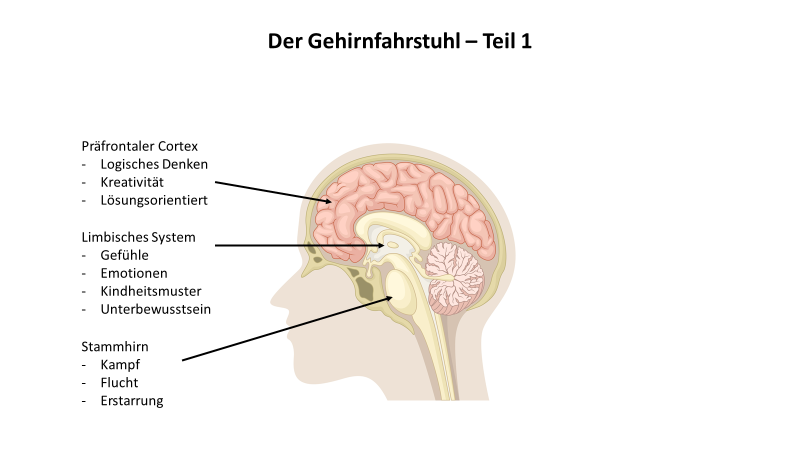 Der Gehirnfahrstuhl – Teil 1
Präfrontaler Cortex
- Logisches Denken
- Kreativität
- Lösungsorientiert
Limbisches System
- Gefühle
- Emotionen
- Kindheitsmuster
- Unterbewusstsein
Stammhirn
- Kampf
- Flucht
- Erstarrung